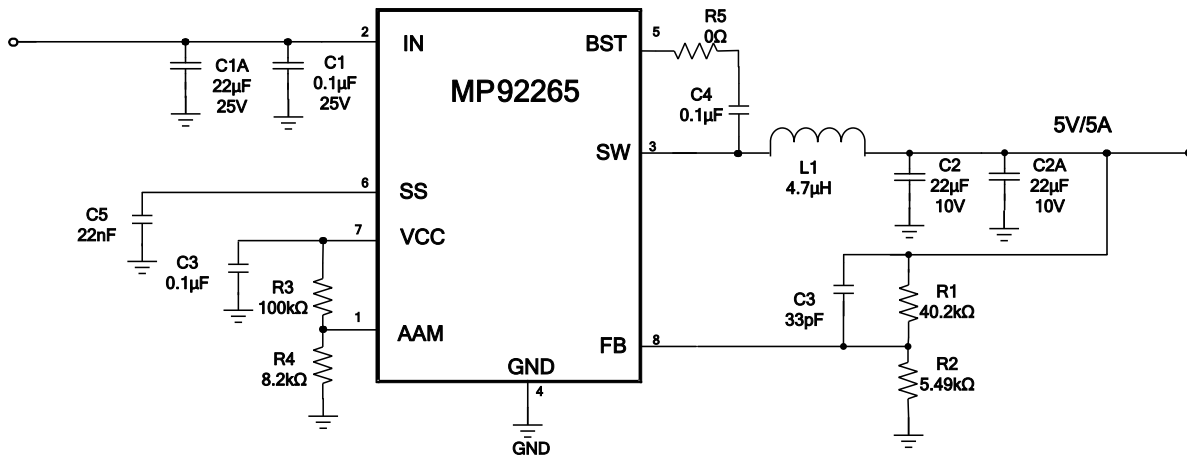 2
IN
C1A
22µF
25V
C1
0.1µF
25V
MP92265
BST
5
R5
0Ω
C4
0.1µF
SW
3
L1
4.7µH
5V/5A
C2
22µF
10V
C2A
22µF
10V
6
SS
C5
22nF
7
VCC
C3
0.1µF
R3
100kΩ
1
AAM
R4
8.2kΩ
GND
4
GND
FB
8
C3
33pF
R1
40.2kΩ
R2
5.49kΩ